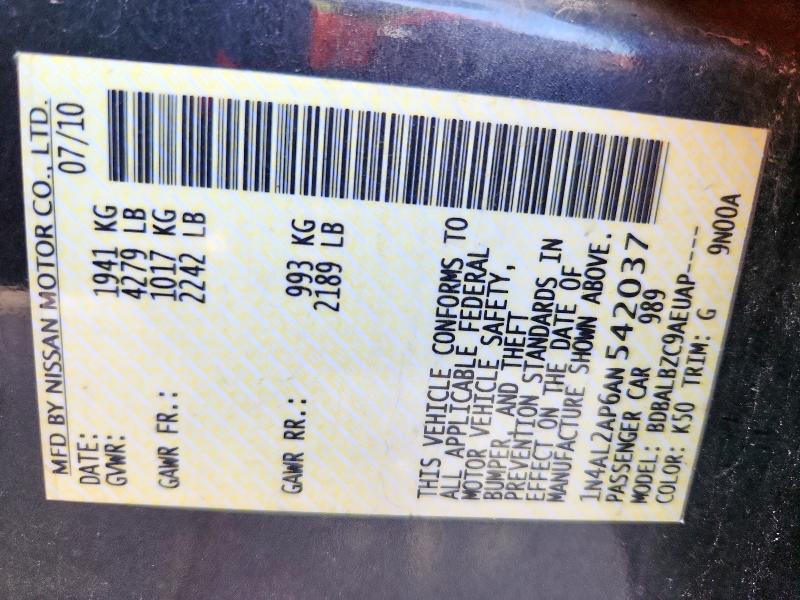 MFD BY NISSAN MOTOR CO., LTD.
DATE: 07/10
GVWR: 1941 KG
4279 LB
GAWR FR.: 1017 KG
2242 LB
GAWR RR.: 993 KG
2189 LB
THIS VEHICLE CONFORMS TO
ALL APPLICABLE FEDERAL
MOTOR VEHICLE SAFETY,
BUMPER, AND THEFT
PREVENTION STANDARDS IN
EFFECT ON THE DATE OF
MANUFACTURE SHOWN ABOVE.
1N4AL2AP6AN542037
PASSENGER CAR 989
MODEL: BDBALBZC9AEUAP----
COLOR: K50 TRIM: G 9N00A